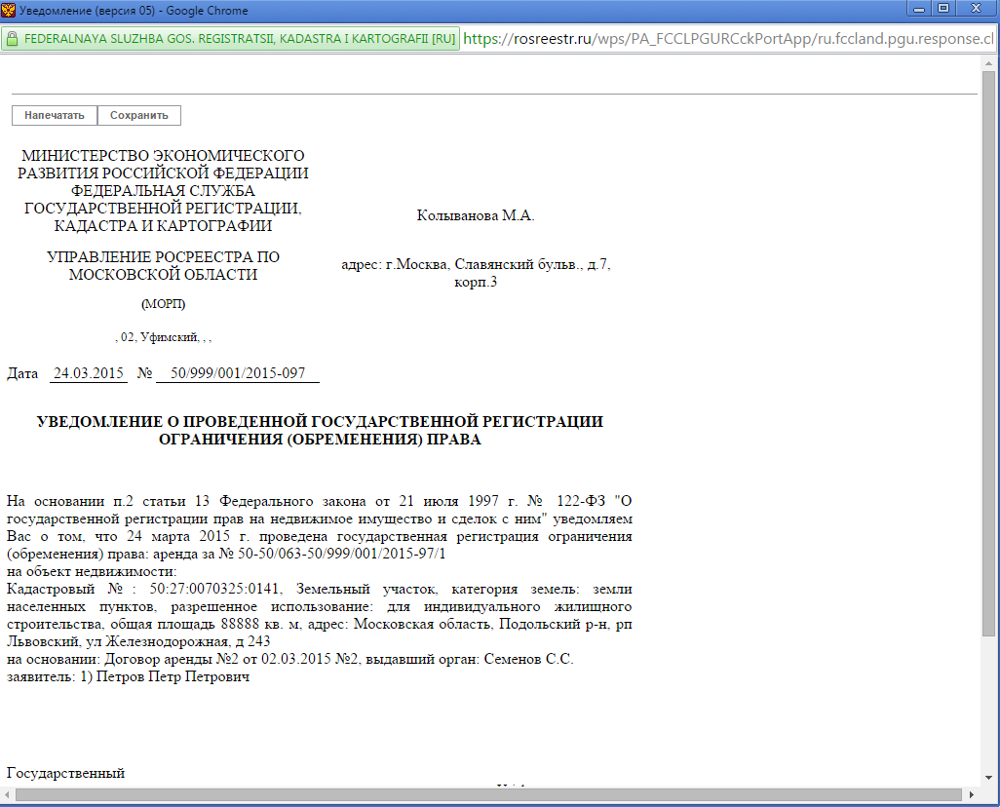 Уведомление (версия 05) - Google Chrome
FEDERALNAYA SLUZHBA GOS. REGISTRATSII, KADASTRA I KARTOGRAFII [RU] https://rosreestr.ru/wps/PA_FCCLPGURCckPortApp/ru.fccland.pgu.response.cl
Напечатать Сохранить
МИНИСТЕРСТВО ЭКОНОМИЧЕСКОГО
РАЗВИТИЯ РОССИЙСКОЙ ФЕДЕРАЦИИ
ФЕДЕРАЛЬНАЯ СЛУЖБА
ГОСУДАРСТВЕННОЙ РЕГИСТРАЦИИ,
КАДАСТРА И КАРТОГРАФИИ
УПРАВЛЕНИЕ РОСРЕЕСТРА ПО
МОСКОВСКОЙ ОБЛАСТИ
(МОРП)
, 02, Уфимский, , ,
Колыванова М.А.
адрес: г.Москва, Славянский бульв., д.7,
корп.3
Дата 24.03.2015 № 50/999/001/2015-097
УВЕДОМЛЕНИЕ О ПРОВЕДЕННОЙ ГОСУДАРСТВЕННОЙ РЕГИСТРАЦИИ
ОГРАНИЧЕНИЯ (ОБРЕМЕНЕНИЯ) ПРАВА
На основании п.2 статьи 13 Федерального закона от 21 июля 1997 г. № 122-ФЗ "О
государственной регистрации прав на недвижимое имущество и сделок с ним" уведомляем
Вас о том, что 24 марта 2015 г. проведена государственная регистрация ограничения
(обременения) права: аренда за № 50-50/063-50/999/001/2015-97/1
на объект недвижимости:
Кадастровый № : 50:27:0070325:0141, Земельный участок, категория земель: земли
населенных пунктов, разрешенное использование: для индивидуального жилищного
строительства, общая площадь 88888 кв. м, адрес: Московская область, Подольский р-н, рп
Львовский, ул Железнодорожная, д 243
на основании: Договор аренды №2 от 02.03.2015 №2, выдавший орган: Семенов С.С.
заявитель: 1) Петров Петр Петрович
Государственный